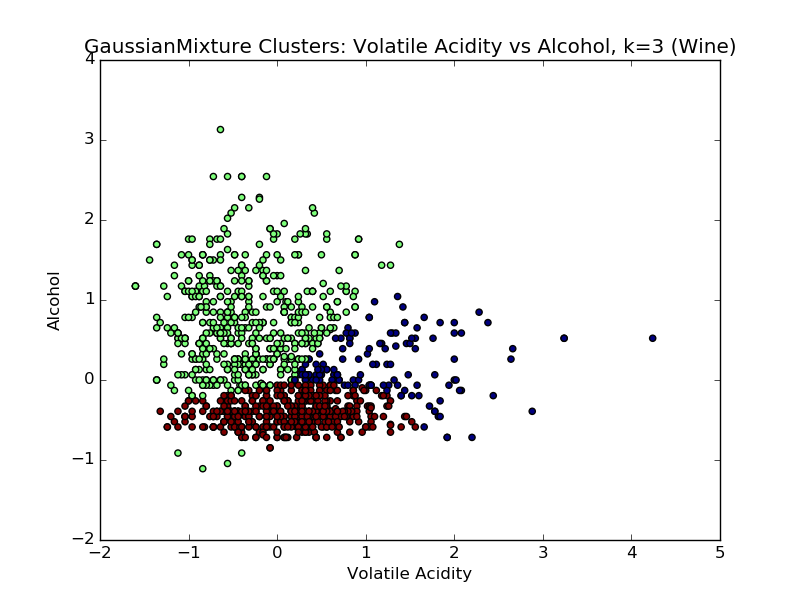 GaussianMixture Clusters: Volatile Acidity vs Alcohol, k=3 (Wine)
4
3
2
1
0
−1
−2
Alcohol
−2 −1 0 1 2 3 4 5
Volatile Acidity